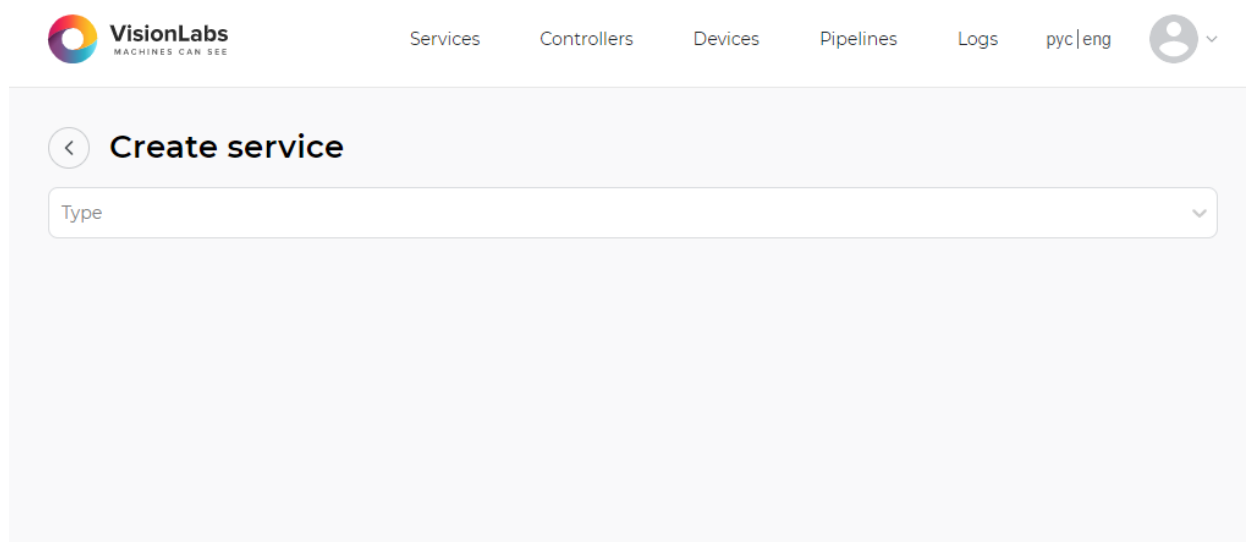 VisionLabs
MACHINES CAN SEE
Services Controllers Devices Pipelines Logs рус|eng
Create service
Type